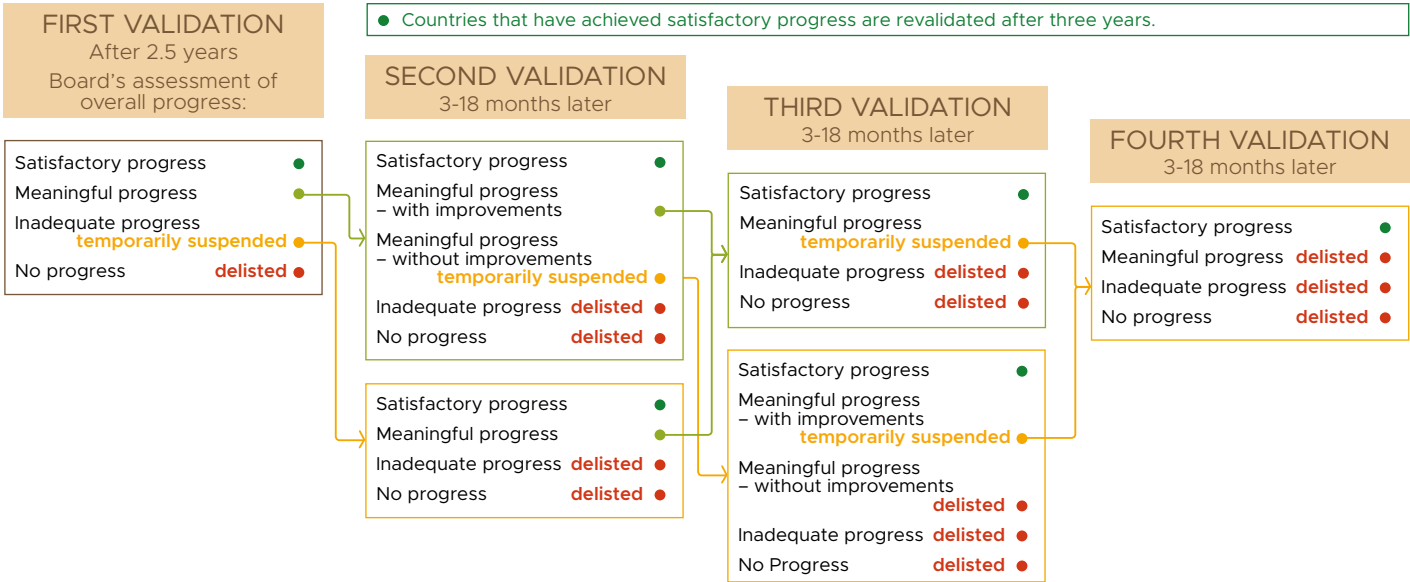 FIRST VALIDATION
After 2.5 years
Board's assessment of
overall progress:
Satisfactory progress
Meaningful progress
Inadequate progress
temporarily suspended
No progress delisted
Countries that have achieved satisfactory progress are revalidated after three years.
SECOND VALIDATION
3-18 months later
Satisfactory progress
Meaningful progress
– with improvements
Meaningful progress
– without improvements
temporarily suspended
Inadequate progress delisted
No progress delisted
Satisfactory progress
Meaningful progress
Inadequate progress delisted
No progress delisted
THIRD VALIDATION
3-18 months later
Satisfactory progress
Meaningful progress
temporarily suspended
Inadequate progress delisted
No progress delisted
Satisfactory progress
Meaningful progress
– with improvements
temporarily suspended
Meaningful progress
– without improvements
delisted
Inadequate progress delisted
No Progress delisted
FOURTH VALIDATION
3-18 months later
Satisfactory progress
Meaningful progress delisted
Inadequate progress delisted
No progress delisted